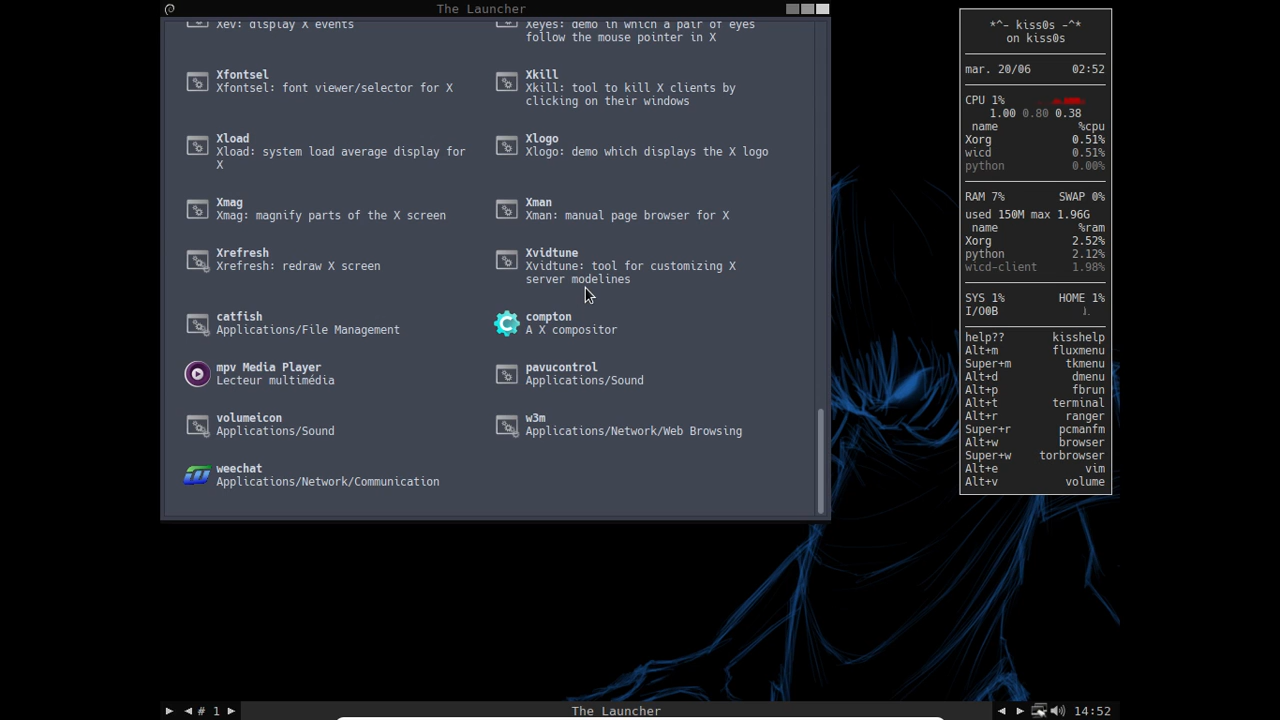 The Launcher
Xev: display X events
Xeyes: demo in which a pair of eyes
follow the mouse pointer in X
Xfontsel
Xfontsel: font viewer/selector for X
Xkill
Xkill: tool to kill X clients by
clicking on their windows
Xload
Xload: system load average display for
X
Xlogo
Xlogo: demo which displays the X logo
Xmag
Xmag: magnify parts of the X screen
Xman
Xman: manual page browser for X
Xrefresh
Xrefresh: redraw X screen
Xvidtune
Xvidtune: tool for customizing X
server modelines
catfish
Applications/File Management
compton
A X compositor
mpv Media Player
Lecteur multimédia
pavucontrol
Applications/Sound
volumeicon
Applications/Sound
w3m
Applications/Network/Web Browsing
weechat
Applications/Network/Communication
*^- kiss0s -^*
on kiss0s
mar. 20/06 02:52
CPU 1%
1.00 0.80 0.38
name %cpu
Xorg 0.51%
wicd 0.51%
python 0.00%
RAM 7% SWAP 0%
used 150M max 1.96G
name %ram
Xorg 2.52%
python 2.12%
wicd-client 1.98%
SYS 1% HOME 1%
I/O0B
help?? kisshelp
Alt+m fluxmenu
Super+m tkmenu
Alt+d dmenu
Alt+p fbrun
Alt+t terminal
Alt+r ranger
Super+r pcmanfm
Alt+w browser
Super+w torbrowser
Alt+e vim
Alt+v volume
# 1
The Launcher
14:52